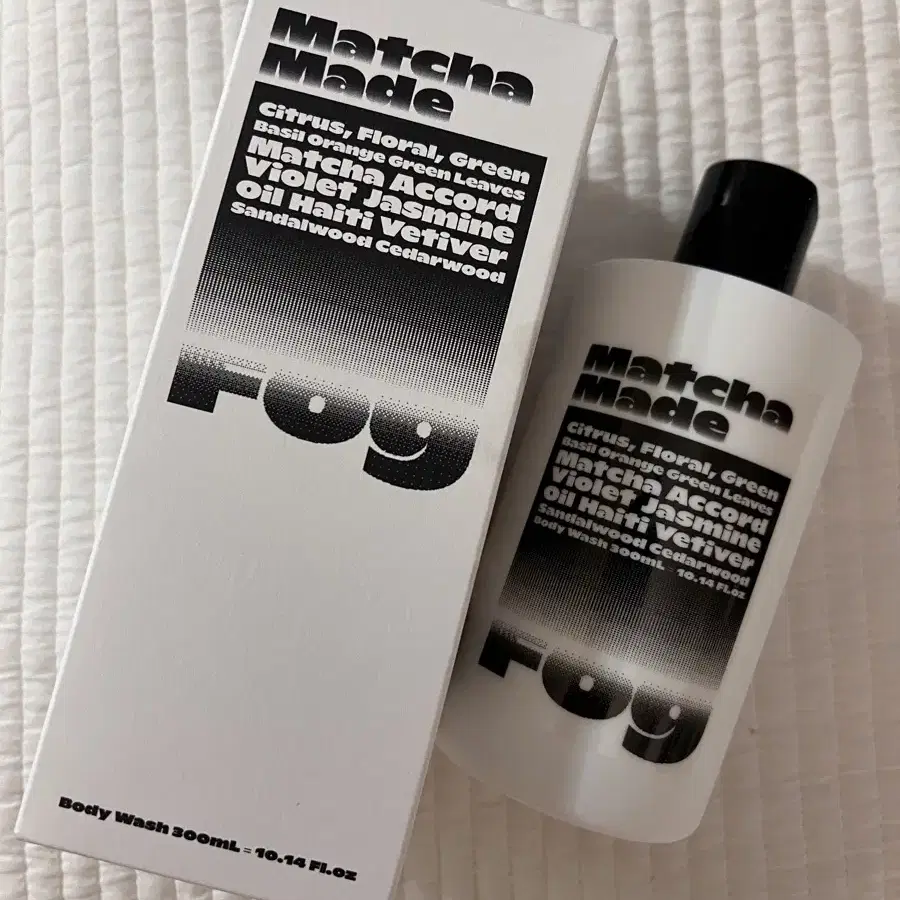 Matcha
Made
Citrus, Floral, Green
Basil Orange Green Leaves
Matcha Accord
Violet Jasmine
Oil Haiti Vetiver
Sandalwood Cedarwood
Fog
Body Wash 300mL = 10.14 Fl.oz
Matcha
Made
Citrus, Floral, Green
Basil Orange Green Leaves
Matcha Accord
Violet Jasmine
Oil Haiti Vetiver
Sandalwood Cedarwood
Body Wash 300mL = 10.14 Fl.oz
Fog